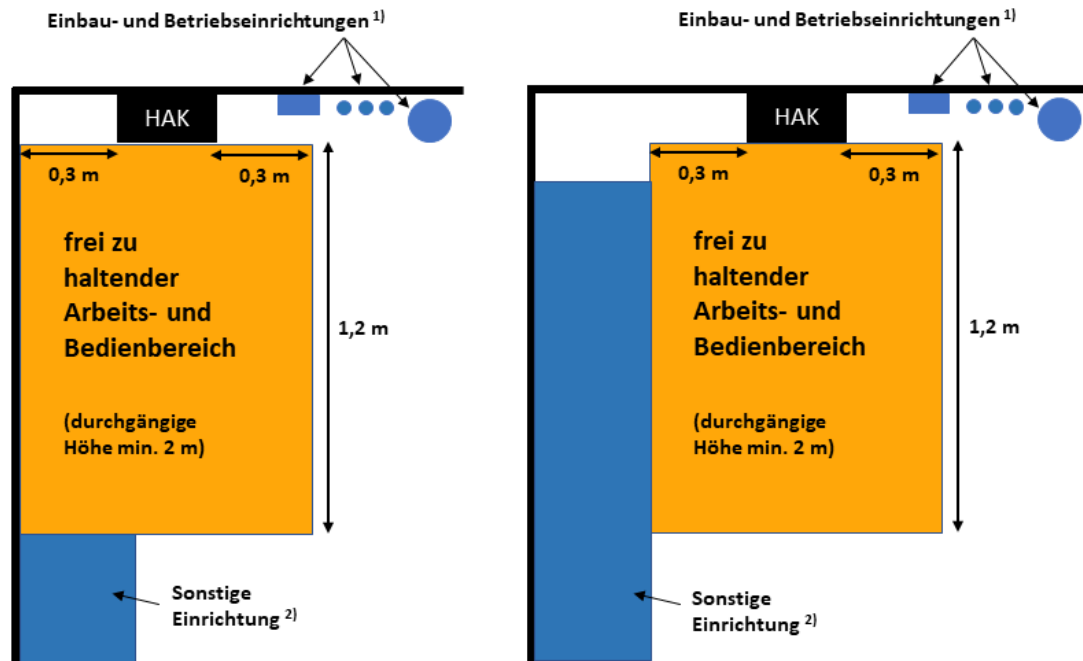 Einbau- und Betriebseinrichtungen 1)
HAK
0,3 m
0,3 m
frei zu
haltender
Arbeits- und
Bedienbereich
(durchgängige
Höhe min. 2 m)
1,2 m
Sonstige
Einrichtung 2)
Einbau- und Betriebseinrichtungen 1)
HAK
0,3 m
0,3 m
frei zu
haltender
Arbeits- und
Bedienbereich
(durchgängige
Höhe min. 2 m)
1,2 m
Sonstige
Einrichtung 2)